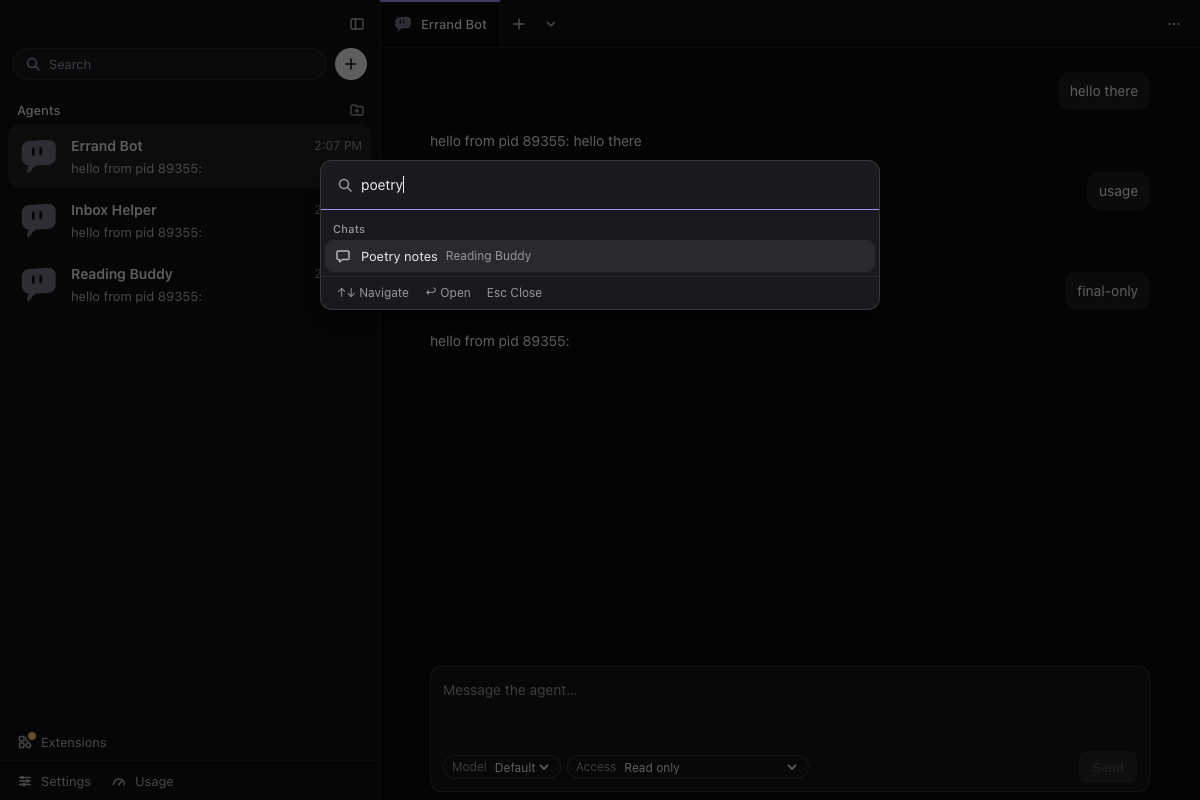 Errand Bot
Search
hello there
Agents
Errand Bot 2:07 PM
hello from pid 89355:
hello from pid 89355: hello there
poetry
usage
Inbox Helper 2
hello from pid 89355:
Chats
Poetry notes Reading Buddy
Reading Buddy 2
hello from pid 89355:
↑↓ Navigate ↩ Open Esc Close
final-only
hello from pid 89355:
Message the agent...
Extensions
Model Default Access Read only Send
Settings Usage